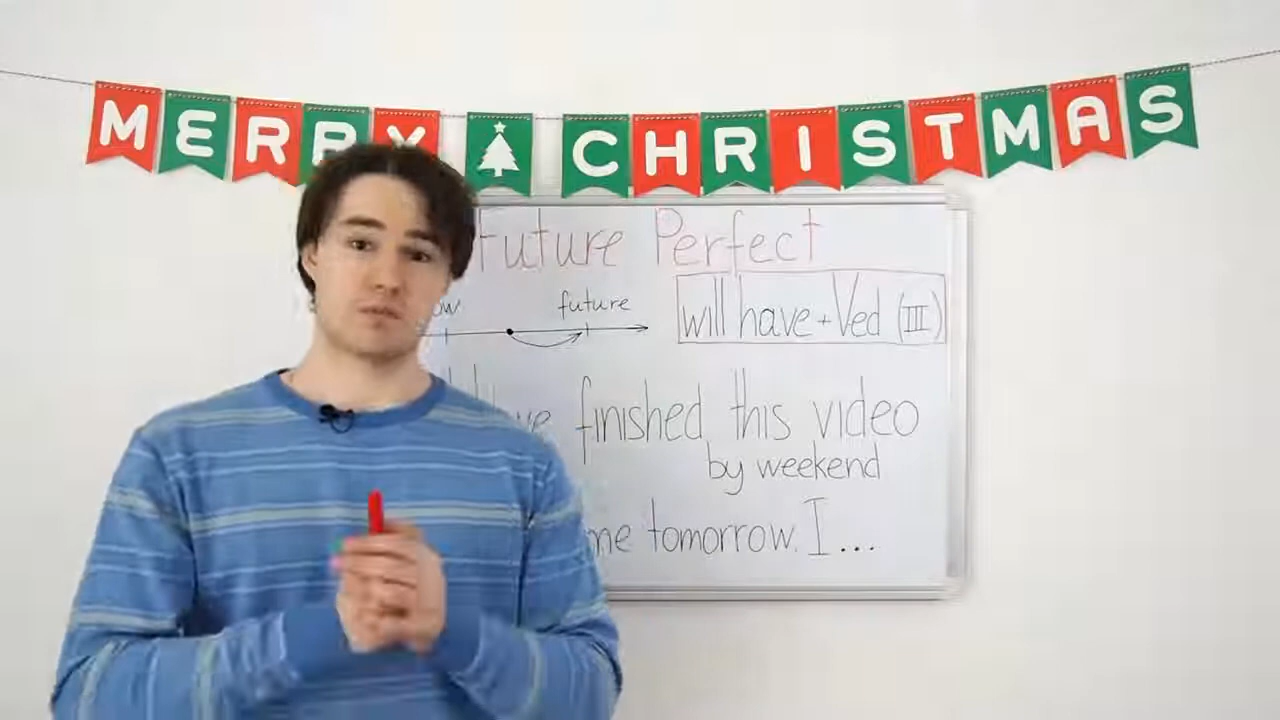 MERRY CHRISTMAS
Future Perfect
future
will have + Ved (III)
finished this video
by weekend
tomorrow. I...